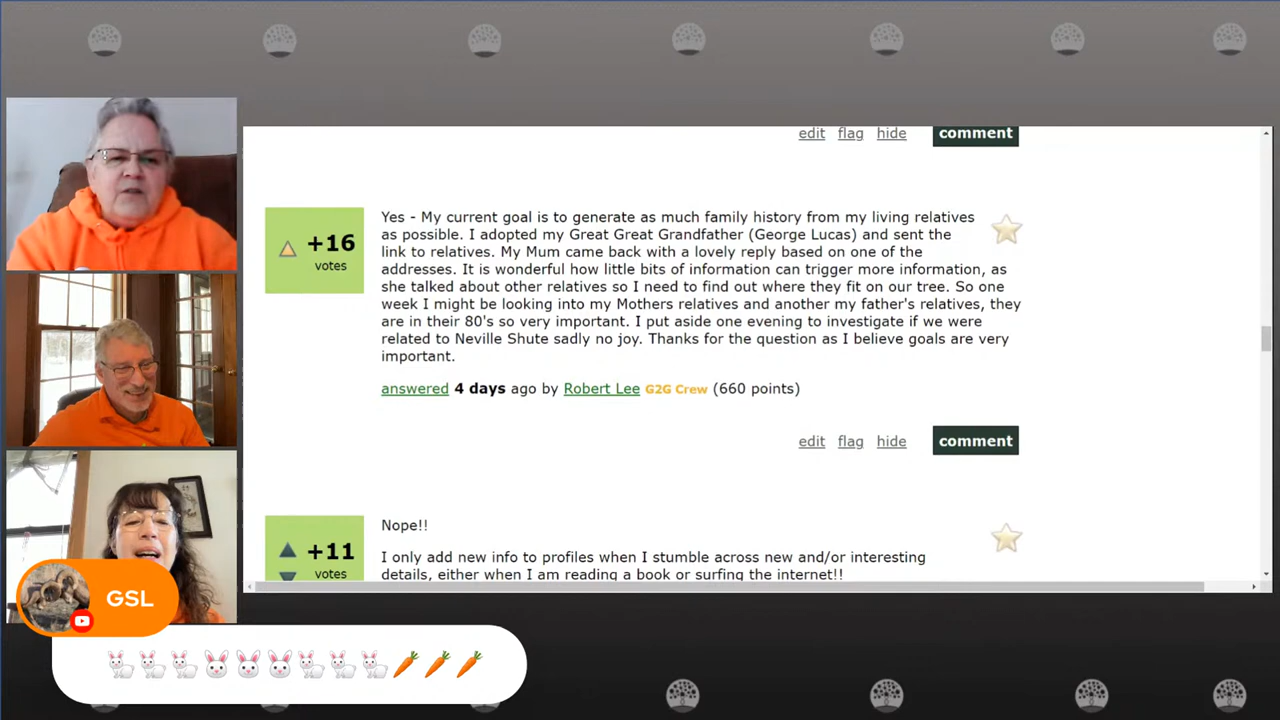 edit flag hide comment
+16
votes
Yes - My current goal is to generate as much family history from my living relatives
as possible. I adopted my Great Great Grandfather (George Lucas) and sent the
link to relatives. My Mum came back with a lovely reply based on one of the
addresses. It is wonderful how little bits of information can trigger more information, as
she talked about other relatives so I need to find out where they fit on our tree. So one
week I might be looking into my Mothers relatives and another my father's relatives, they
are in their 80's so very important. I put aside one evening to investigate if we were
related to Neville Shute sadly no joy. Thanks for the question as I believe goals are very
important.
answered 4 days ago by Robert Lee G2G Crew (660 points)
edit flag hide comment
+11
votes
Nope!!
I only add new info to profiles when I stumble across new and/or interesting
details, either when I am reading a book or surfing the internet!!
GSL